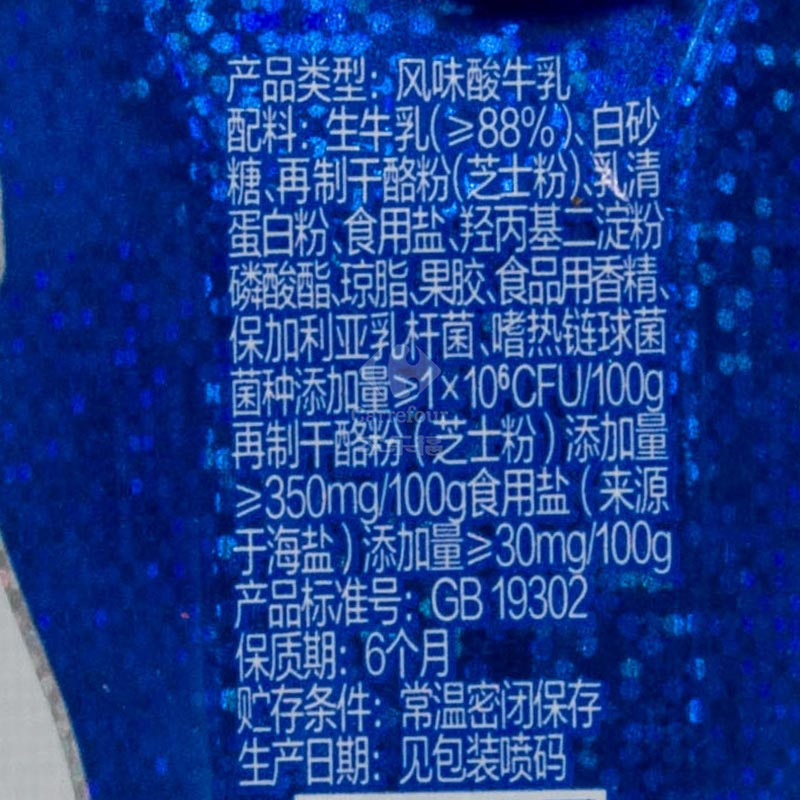 产品类型：风味酸牛乳
配料：生牛乳(≥88%)、白砂
糖、再制干酪粉(芝士粉)、乳清
蛋白粉、食用盐、羟丙基二淀粉
磷酸酯、琼脂、果胶、食品用香精、
保加利亚乳杆菌、嗜热链球菌
菌种添加量≥1×10⁶CFU/100g
Carrefour
再制干酪粉(芝士粉)添加量
≥350mg/100g食用盐(来源
于海盐)添加量≥30mg/100g
产品标准号：GB 19302
保质期：6个月
贮存条件：常温密闭保存
生产日期：见包装喷码